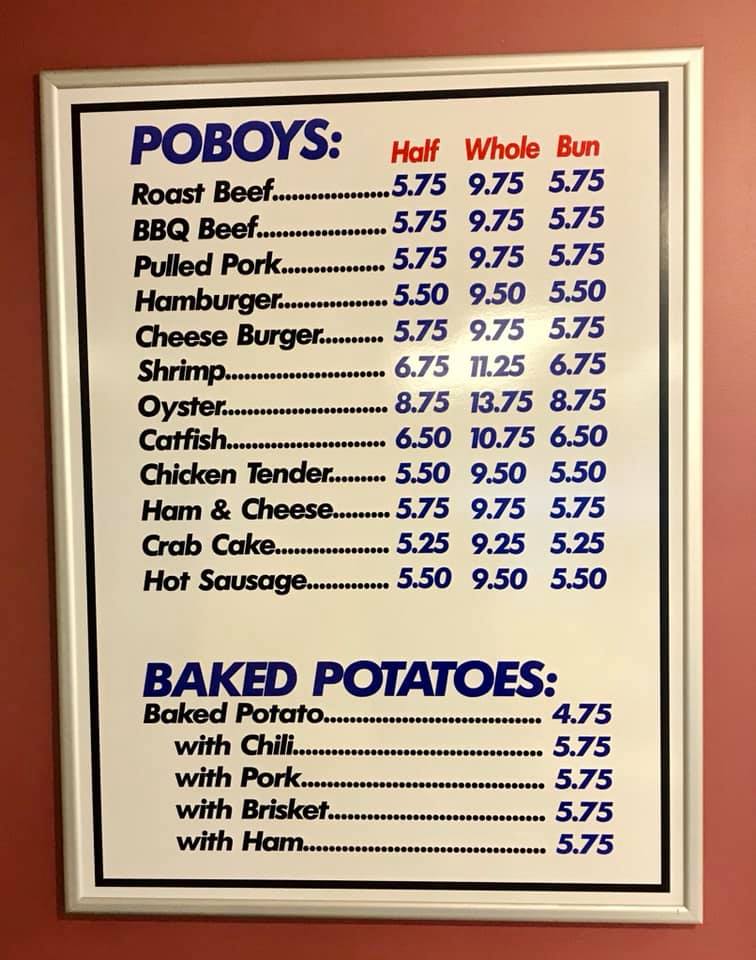 POBOYS: Half Whole Bun
Roast Beef................... 5.75 9.75 5.75
BBQ Beef..................... 5.75 9.75 5.75
Pulled Pork................. 5.75 9.75 5.75
Hamburger................. 5.50 9.50 5.50
Cheese Burger.......... 5.75 9.75 5.75
Shrimp.......................... 6.75 11.25 6.75
Oyster.......................... 8.75 13.75 8.75
Catfish.......................... 6.50 10.75 6.50
Chicken Tender......... 5.50 9.50 5.50
Ham & Cheese......... 5.75 9.75 5.75
Crab Cake................... 5.25 9.25 5.25
Hot Sausage.............. 5.50 9.50 5.50
BAKED POTATOES:
Baked Potato................................... 4.75
with Chili......................................... 5.75
with Pork........................................ 5.75
with Brisket................................... 5.75
with Ham........................................ 5.75